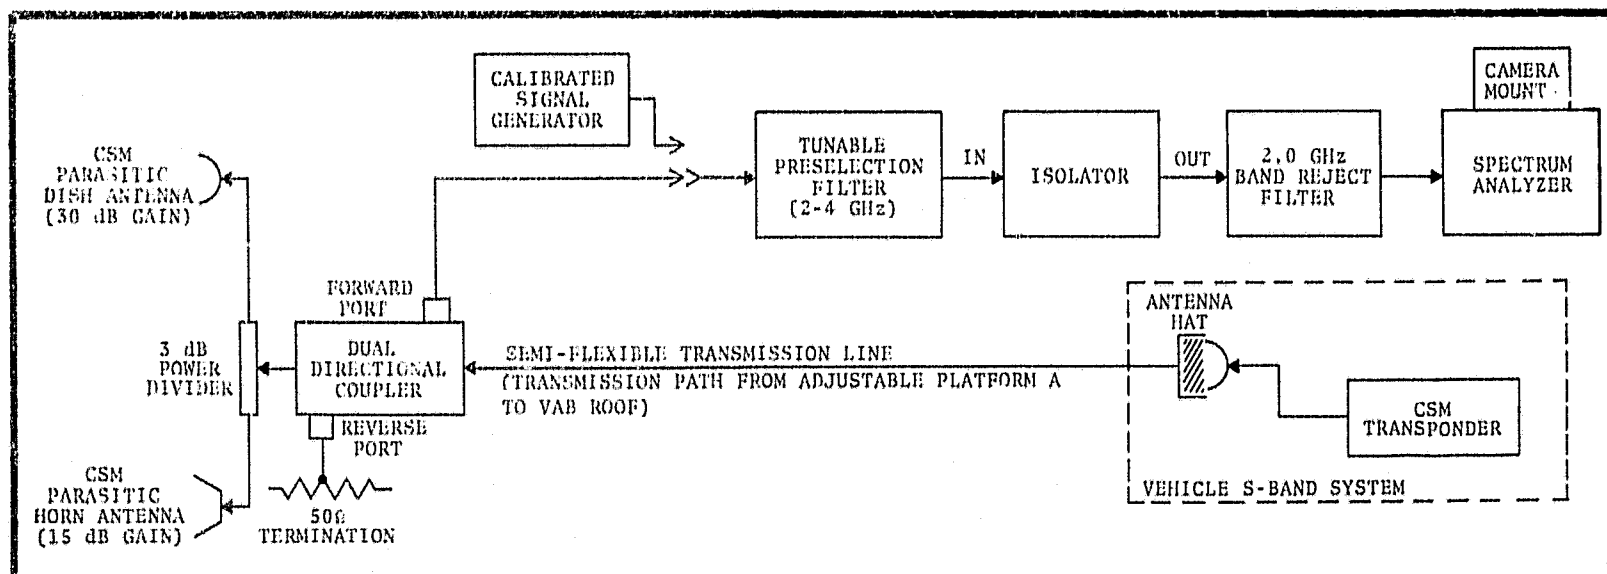 CALIBRATED
SIGNAL
GENERATOR
CAMERA
MOUNT
CSM
PARASITIC
DISH ANTENNA
(30 dB GAIN)
TUNABLE
PRESELECTION
FILTER
(2-4 GHz)
IN
ISOLATOR
OUT
2.0 GHz
BAND REJECT
FILTER
SPECTRUM
ANALYZER
FORWARD
PORT
3 dB
POWER
DIVIDER
DUAL
DIRECTIONAL
COUPLER
SEMI-FLEXIBLE TRANSMISSION LINE
(TRANSMISSION PATH FROM ADJUSTABLE PLATFORM A
TO VAB ROOF)
ANTENNA
HAT
CSM
TRANSPONDER
VEHICLE S-BAND SYSTEM
REVERSE
PORT
CSM
PARASITIC
HORN ANTENNA
(15 dB GAIN)
50Ω
TERMINATION